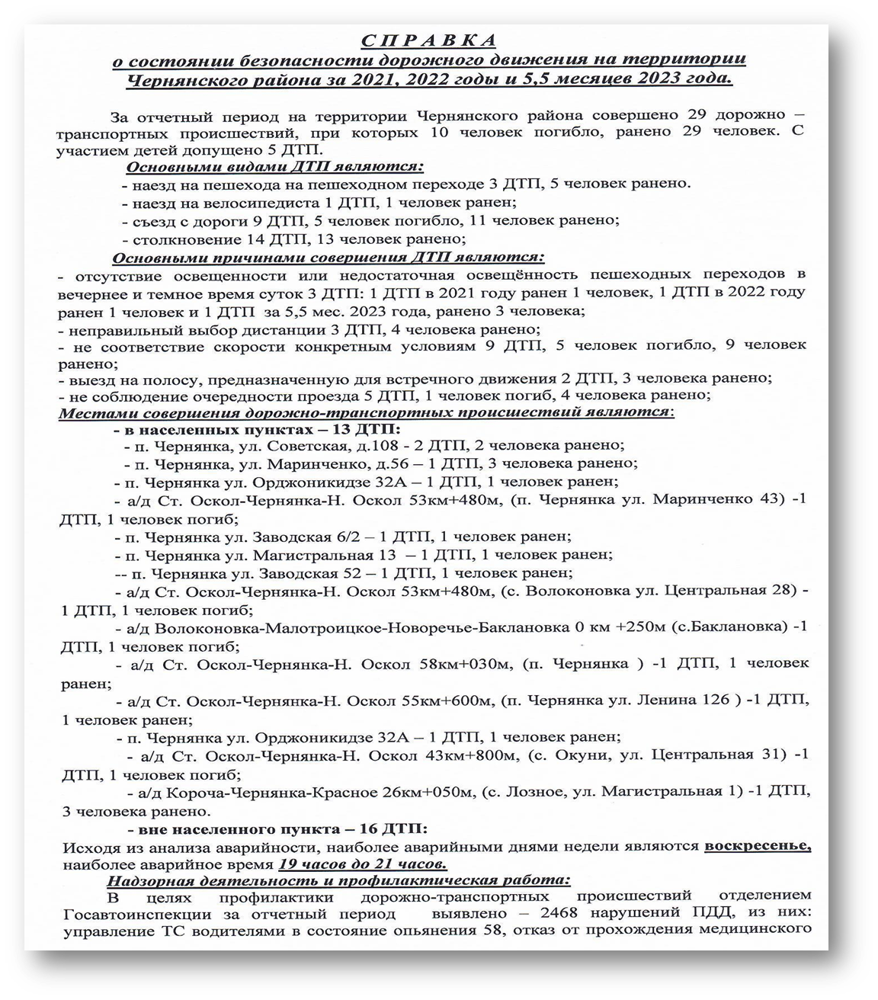 С П Р А В К А
о состоянии безопасности дорожного движения на территории
Чернянского района за 2021, 2022 годы и 5,5 месяцев 2023 года.
За отчетный период на территории Чернянского района совершено 29 дорожно –
транспортных происшествий, при которых 10 человек погибло, ранено 29 человек. С
участием детей допущено 5 ДТП.
Основными видами ДТП являются:
- наезд на пешехода на пешеходном переходе 3 ДТП, 5 человек ранено.
- наезд на велосипедиста 1 ДТП, 1 человек ранен;
- съезд с дороги 9 ДТП, 5 человек погибло, 11 человек ранено;
- столкновение 14 ДТП, 13 человек ранено;
Основными причинами совершения ДТП являются:
- отсутствие освещенности или недостаточная освещённость пешеходных переходов в
вечернее и темное время суток 3 ДТП: 1 ДТП в 2021 году ранен 1 человек, 1 ДТП в 2022 году
ранен 1 человек и 1 ДТП за 5,5 мес. 2023 года, ранено 3 человека;
- неправильный выбор дистанции 3 ДТП, 4 человека ранено;
- не соответствие скорости конкретным условиям 9 ДТП, 5 человек погибло, 9 человек
ранено;
- выезд на полосу, предназначенную для встречного движения 2 ДТП, 3 человека ранено;
- не соблюдение очередности проезда 5 ДТП, 1 человек погиб, 4 человека ранено;
Местами совершения дорожно-транспортных происшествий являются:
- в населенных пунктах – 13 ДТП:
- п. Чернянка, ул. Советская, д.108 - 2 ДТП, 2 человека ранено;
- п. Чернянка, ул. Маринченко, д.56 – 1 ДТП, 3 человека ранено;
- п. Чернянка ул. Орджоникидзе 32А – 1 ДТП, 1 человек ранен;
- а/д Ст. Оскол-Чернянка-Н. Оскол 53км+480м, (п. Чернянка ул. Маринченко 43) -1
ДТП, 1 человек погиб;
- п. Чернянка ул. Заводская 6/2 – 1 ДТП, 1 человек ранен;
- п. Чернянка ул. Магистральная 13 – 1 ДТП, 1 человек ранен;
-- п. Чернянка ул. Заводская 52 – 1 ДТП, 1 человек ранен;
- а/д Ст. Оскол-Чернянка-Н. Оскол 53км+480м, (с. Волоконовка ул. Центральная 28) -
1 ДТП, 1 человек погиб;
- а/д Волоконовка-Малотроицкое-Новоречье-Баклановка 0 км +250м (с.Баклановка) -1
ДТП, 1 человек погиб;
- а/д Ст. Оскол-Чернянка-Н. Оскол 58км+030м, (п. Чернянка ) -1 ДТП, 1 человек
ранен;
- а/д Ст. Оскол-Чернянка-Н. Оскол 55км+600м, (п. Чернянка ул. Ленина 126 ) -1 ДТП,
1 человек ранен;
- п. Чернянка ул. Орджоникидзе 32А – 1 ДТП, 1 человек ранен;
- а/д Ст. Оскол-Чернянка-Н. Оскол 43км+800м, (с. Окуни, ул. Центральная 31) -1
ДТП, 1 человек погиб;
- а/д Короча-Чернянка-Красное 26км+050м, (с. Лозное, ул. Магистральная 1) -1 ДТП,
3 человека ранено.
- вне населенного пункта – 16 ДТП:
Исходя из анализа аварийности, наиболее аварийными днями недели являются воскресенье,
наиболее аварийное время 19 часов до 21 часов.
Надзорная деятельность и профилактическая работа:
В целях профилактики дорожно-транспортных происшествий отделением
Госавтоинспекции за отчетный период выявлено – 2468 нарушений ПДД, из них:
управление ТС водителями в состояние опьянения 58, отказ от прохождения медицинского